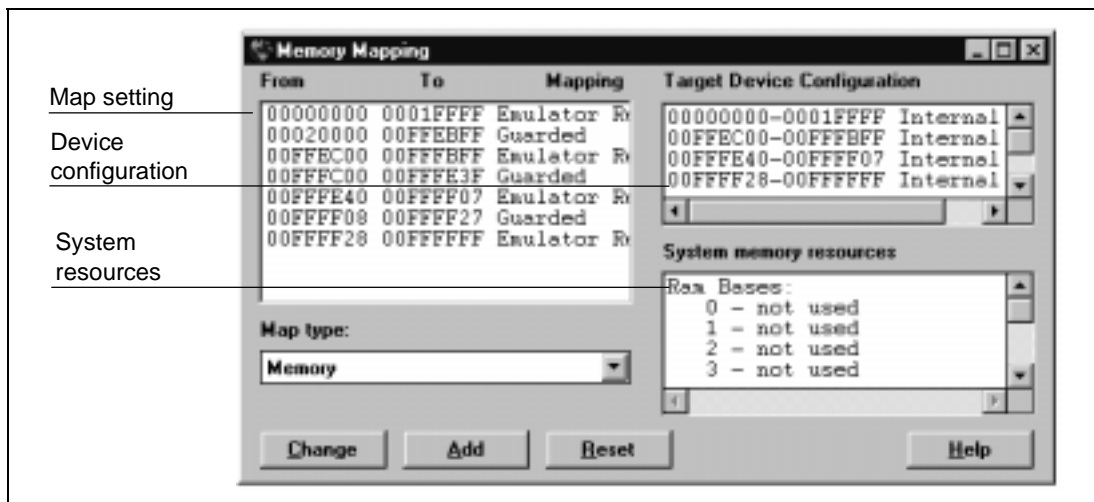 Memory Mapping
From To Mapping
00000000 0001FFFF Emulator R
00020000 00FFEBFF Guarded
00FFEC00 00FFFBFF Emulator R
00FFFC00 00FFFE3F Guarded
00FFFE40 00FFFF07 Emulator R
00FFFF08 00FFFF27 Guarded
00FFFF28 00FFFFFF Emulator R
Map type:
Memory
Target Device Configuration
00000000-0001FFFF Internal
00FFEC00-00FFFBFF Internal
00FFFE40-00FFFF07 Internal
00FFFF28-00FFFFFF Internal
System memory resources
Ram Bases:
0 - not used
1 - not used
2 - not used
3 - not used
Change Add Reset Help
Map setting
Device
configuration
System
resources